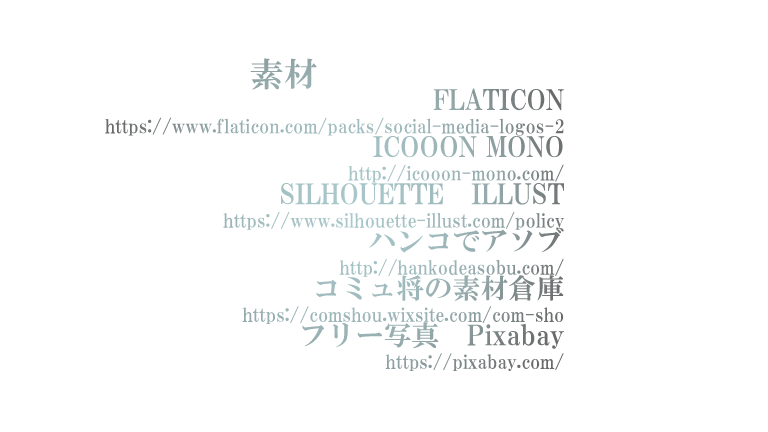 素材
FLATICON
https://www.flaticon.com/packs/social-media-logos-2
ICOOON MONO
http://icooon-mono.com/
SILHOUETTE　ILLUST
https://www.silhouette-illust.com/policy
ハンコでアソブ
http://hankodeasobu.com/
コミュ将の素材倉庫
https://comshou.wixsite.com/com-sho
フリー写真　Pixabay
https://pixabay.com/